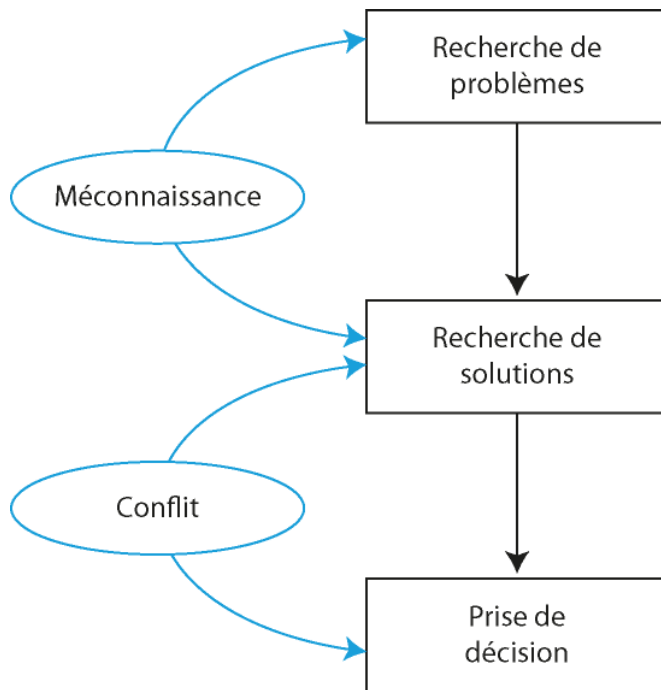 Recherche de
problèmes
Méconnaissance
Recherche de
solutions
Conflit
Prise de
décision